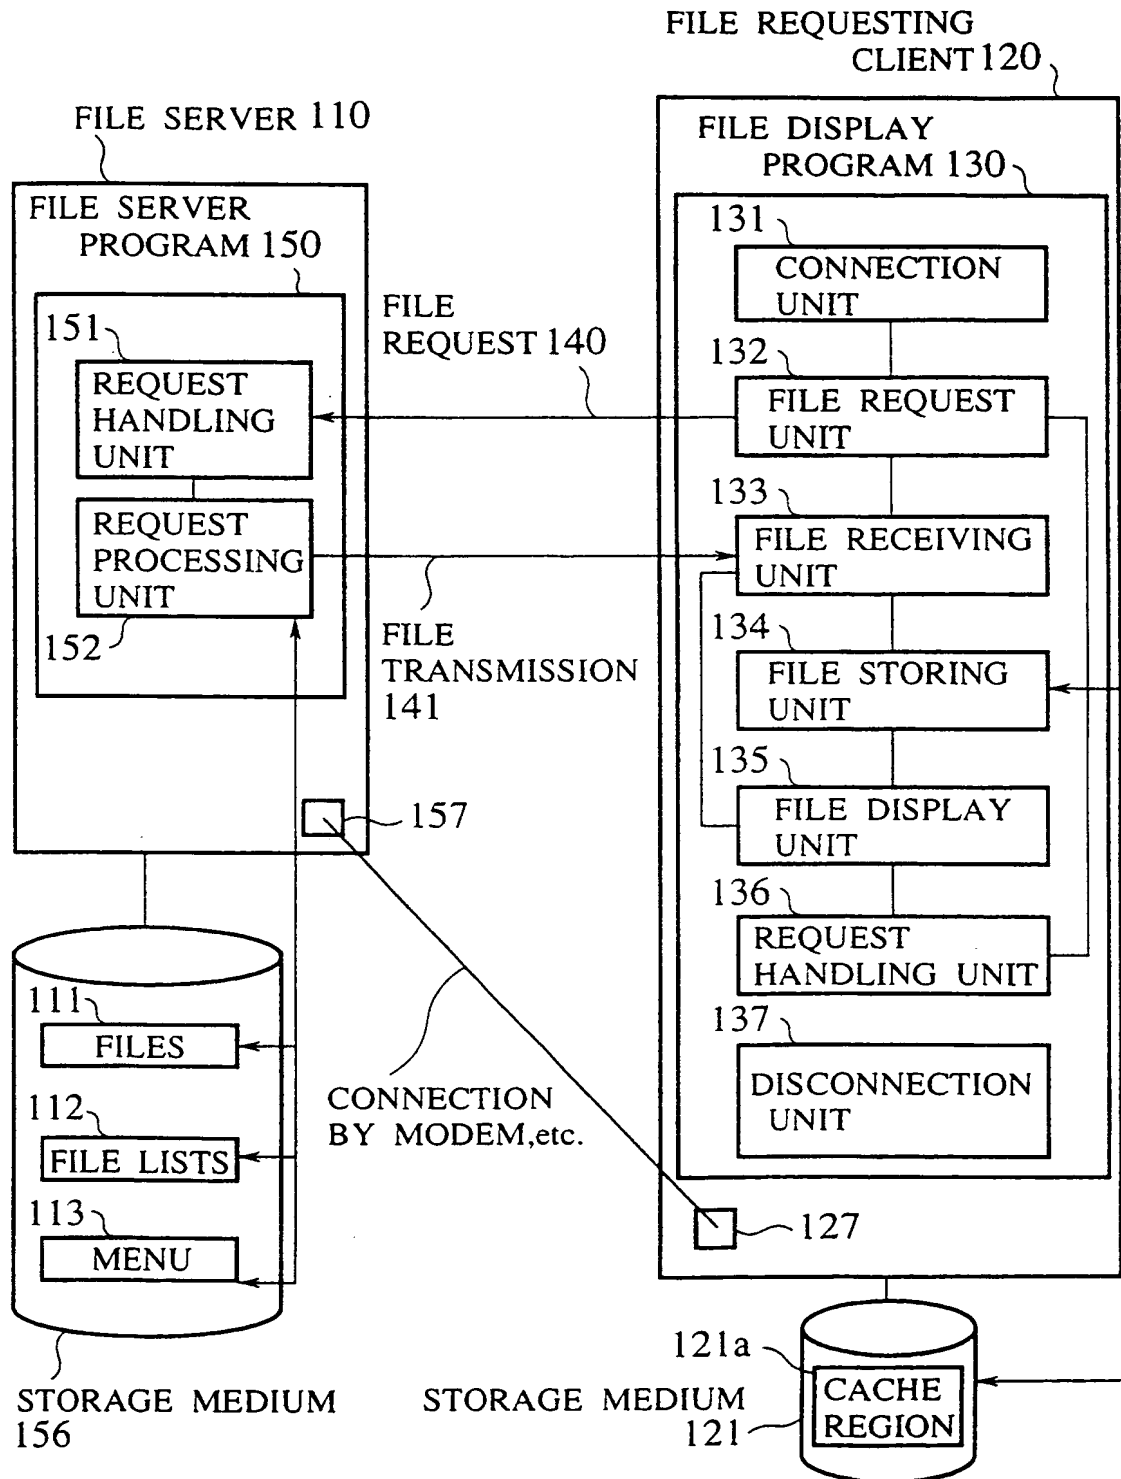 FILE REQUESTING
CLIENT 120
FILE SERVER 110
FILE DISPLAY
PROGRAM 130
FILE SERVER
PROGRAM 150
131
CONNECTION
UNIT
FILE
REQUEST 140
151
REQUEST
HANDLING
UNIT
132
FILE REQUEST
UNIT
REQUEST
PROCESSING
UNIT
152
133
FILE RECEIVING
UNIT
FILE
TRANSMISSION
141
134
FILE STORING
UNIT
135
FILE DISPLAY
UNIT
157
136
REQUEST
HANDLING UNIT
111
FILES
137
DISCONNECTION
UNIT
CONNECTION
BY MODEM,etc.
112
FILE LISTS
113
MENU
127
STORAGE MEDIUM
156
121a
CACHE
REGION
STORAGE MEDIUM
121